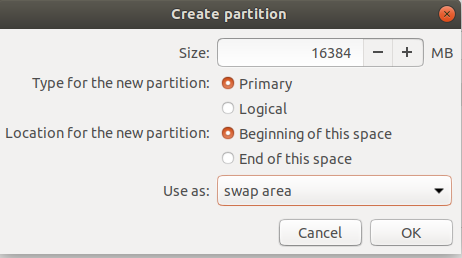 Create partition
Size: 16384 MB
Type for the new partition: Primary
Logical
Location for the new partition: Beginning of this space
End of this space
Use as: swap area
Cancel OK